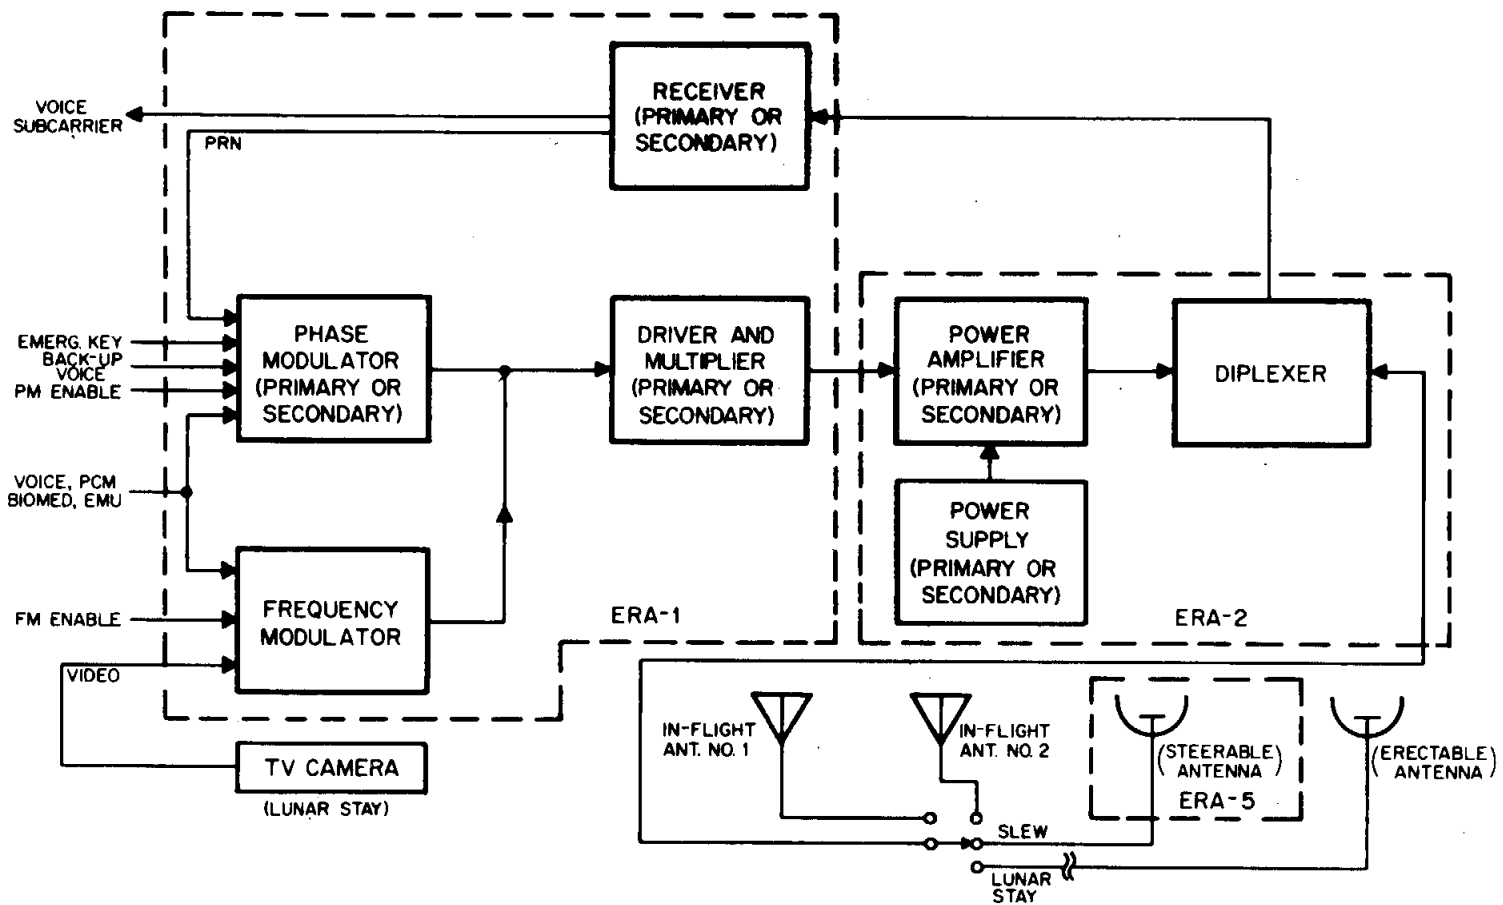 RECEIVER
(PRIMARY OR
SECONDARY)
VOICE
SUBCARRIER
PRN
PHASE
MODULATOR
(PRIMARY OR
SECONDARY)
DRIVER AND
MULTIPLIER
(PRIMARY OR
SECONDARY)
POWER
AMPLIFIER
(PRIMARY OR
SECONDARY)
DIPLEXER
EMERG. KEY
BACK-UP
VOICE
PM ENABLE
VOICE, PCM
BIOMED, EMU
POWER
SUPPLY
(PRIMARY OR
SECONDARY)
FREQUENCY
MODULATOR
FM ENABLE
VIDEO
ERA-1
ERA-2
TV CAMERA
(LUNAR STAY)
IN-FLIGHT
ANT. NO. 1
IN-FLIGHT
ANT. NO. 2
(STEERABLE)
ANTENNA
ERA-5
(ERECTABLE)
ANTENNA
SLEW
LUNAR
STAY